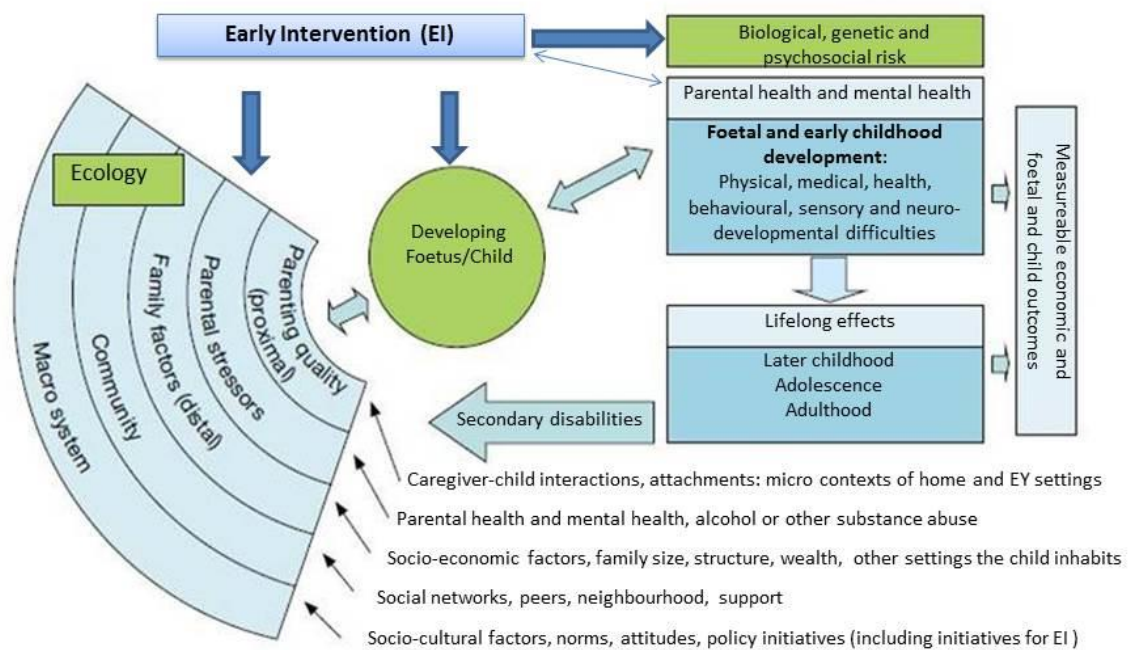 Early Intervention (EI)
Biological, genetic and
psychosocial risk
Parental health and mental health
Foetal and early childhood
development:
Physical, medical, health,
behavioural, sensory and neuro-
developmental difficulties
Measureable economic and
foetal and child outcomes
Ecology
Developing
Foetus/Child
Parenting quality
(proximal)
Parental stressors
Family factors (distal)
Community
Macro system
Lifelong effects
Later childhood
Adolescence
Adulthood
Secondary disabilities
Caregiver-child interactions, attachments: micro contexts of home and EY settings
Parental health and mental health, alcohol or other substance abuse
Socio-economic factors, family size, structure, wealth, other settings the child inhabits
Social networks, peers, neighbourhood, support
Socio-cultural factors, norms, attitudes, policy initiatives (including initiatives for EI )